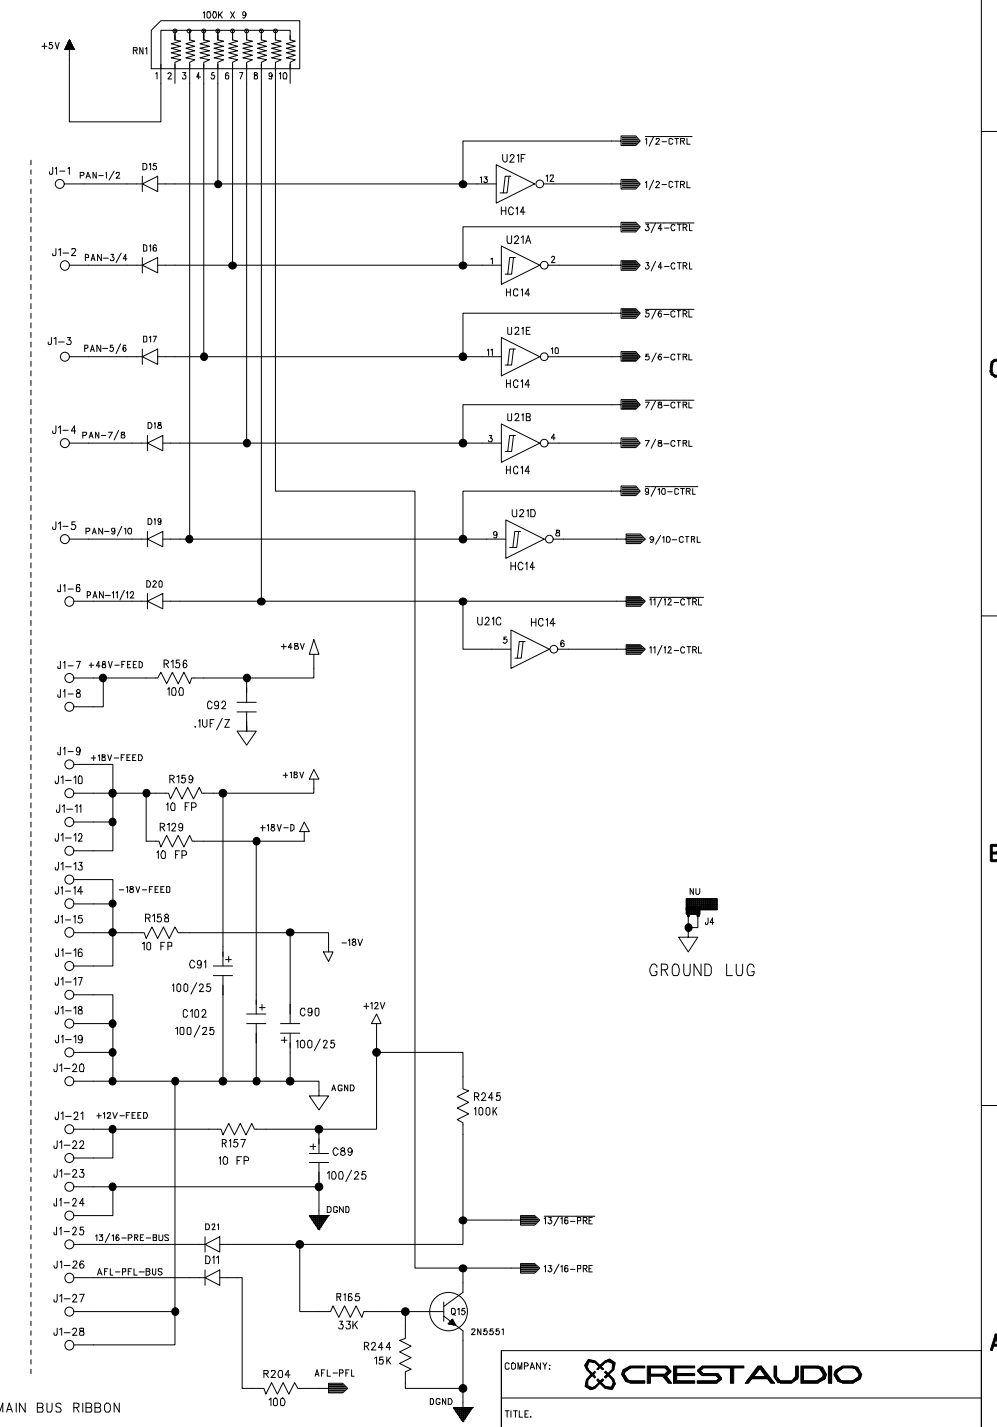 100K X 9
+5V
RN1
1 2 3 4 5 6 7 8 9 10
1/2-CTRL
J1-1 PAN-1/2 D15 U21F
13 12 1/2-CTRL
HC14
3/4-CTRL
J1-2 PAN-3/4 D16 U21A
1 2 3/4-CTRL
HC14
5/6-CTRL
J1-3 PAN-5/6 D17 U21E
11 10 5/6-CTRL
HC14
C
7/8-CTRL
J1-4 PAN-7/8 D18 U21B
3 4 7/8-CTRL
HC14
9/10-CTRL
J1-5 PAN-9/10 D19 U21D
9 8 9/10-CTRL
HC14
J1-6 PAN-11/12 D20 11/12-CTRL
U21C HC14
5 6 11/12-CTRL
+48V
J1-7 +48V-FEED R156
100
J1-8
C92
.1UF/Z
J1-9 +18V-FEED
+18V
J1-10 R159
10 FP
J1-11
R129 +18V-D
J1-12
10 FP
B
J1-13
J1-14 -18V-FEED
NU
J4
GROUND LUG
J1-15 R158
10 FP
-18V
J1-16
C91 +
100/25
J1-17
J1-18
C102 +
100/25
C90
+ 100/25
+12V
J1-19
J1-20
AGND
R245
100K
J1-21 +12V-FEED
R157
10 FP
J1-22
+ C89
100/25
J1-23
J1-24
DGND
J1-25 13/16-PRE-BUS D21
13/16-PRE
J1-26 AFL-PFL-BUS D11
13/16-PRE
J1-27
R165
33K
Q15
2N5551
J1-28
R244
15K
A
R204 AFL-PFL
100
DGND
MAIN BUS RIBBON
COMPANY:
CREST AUDIO
TITLE.